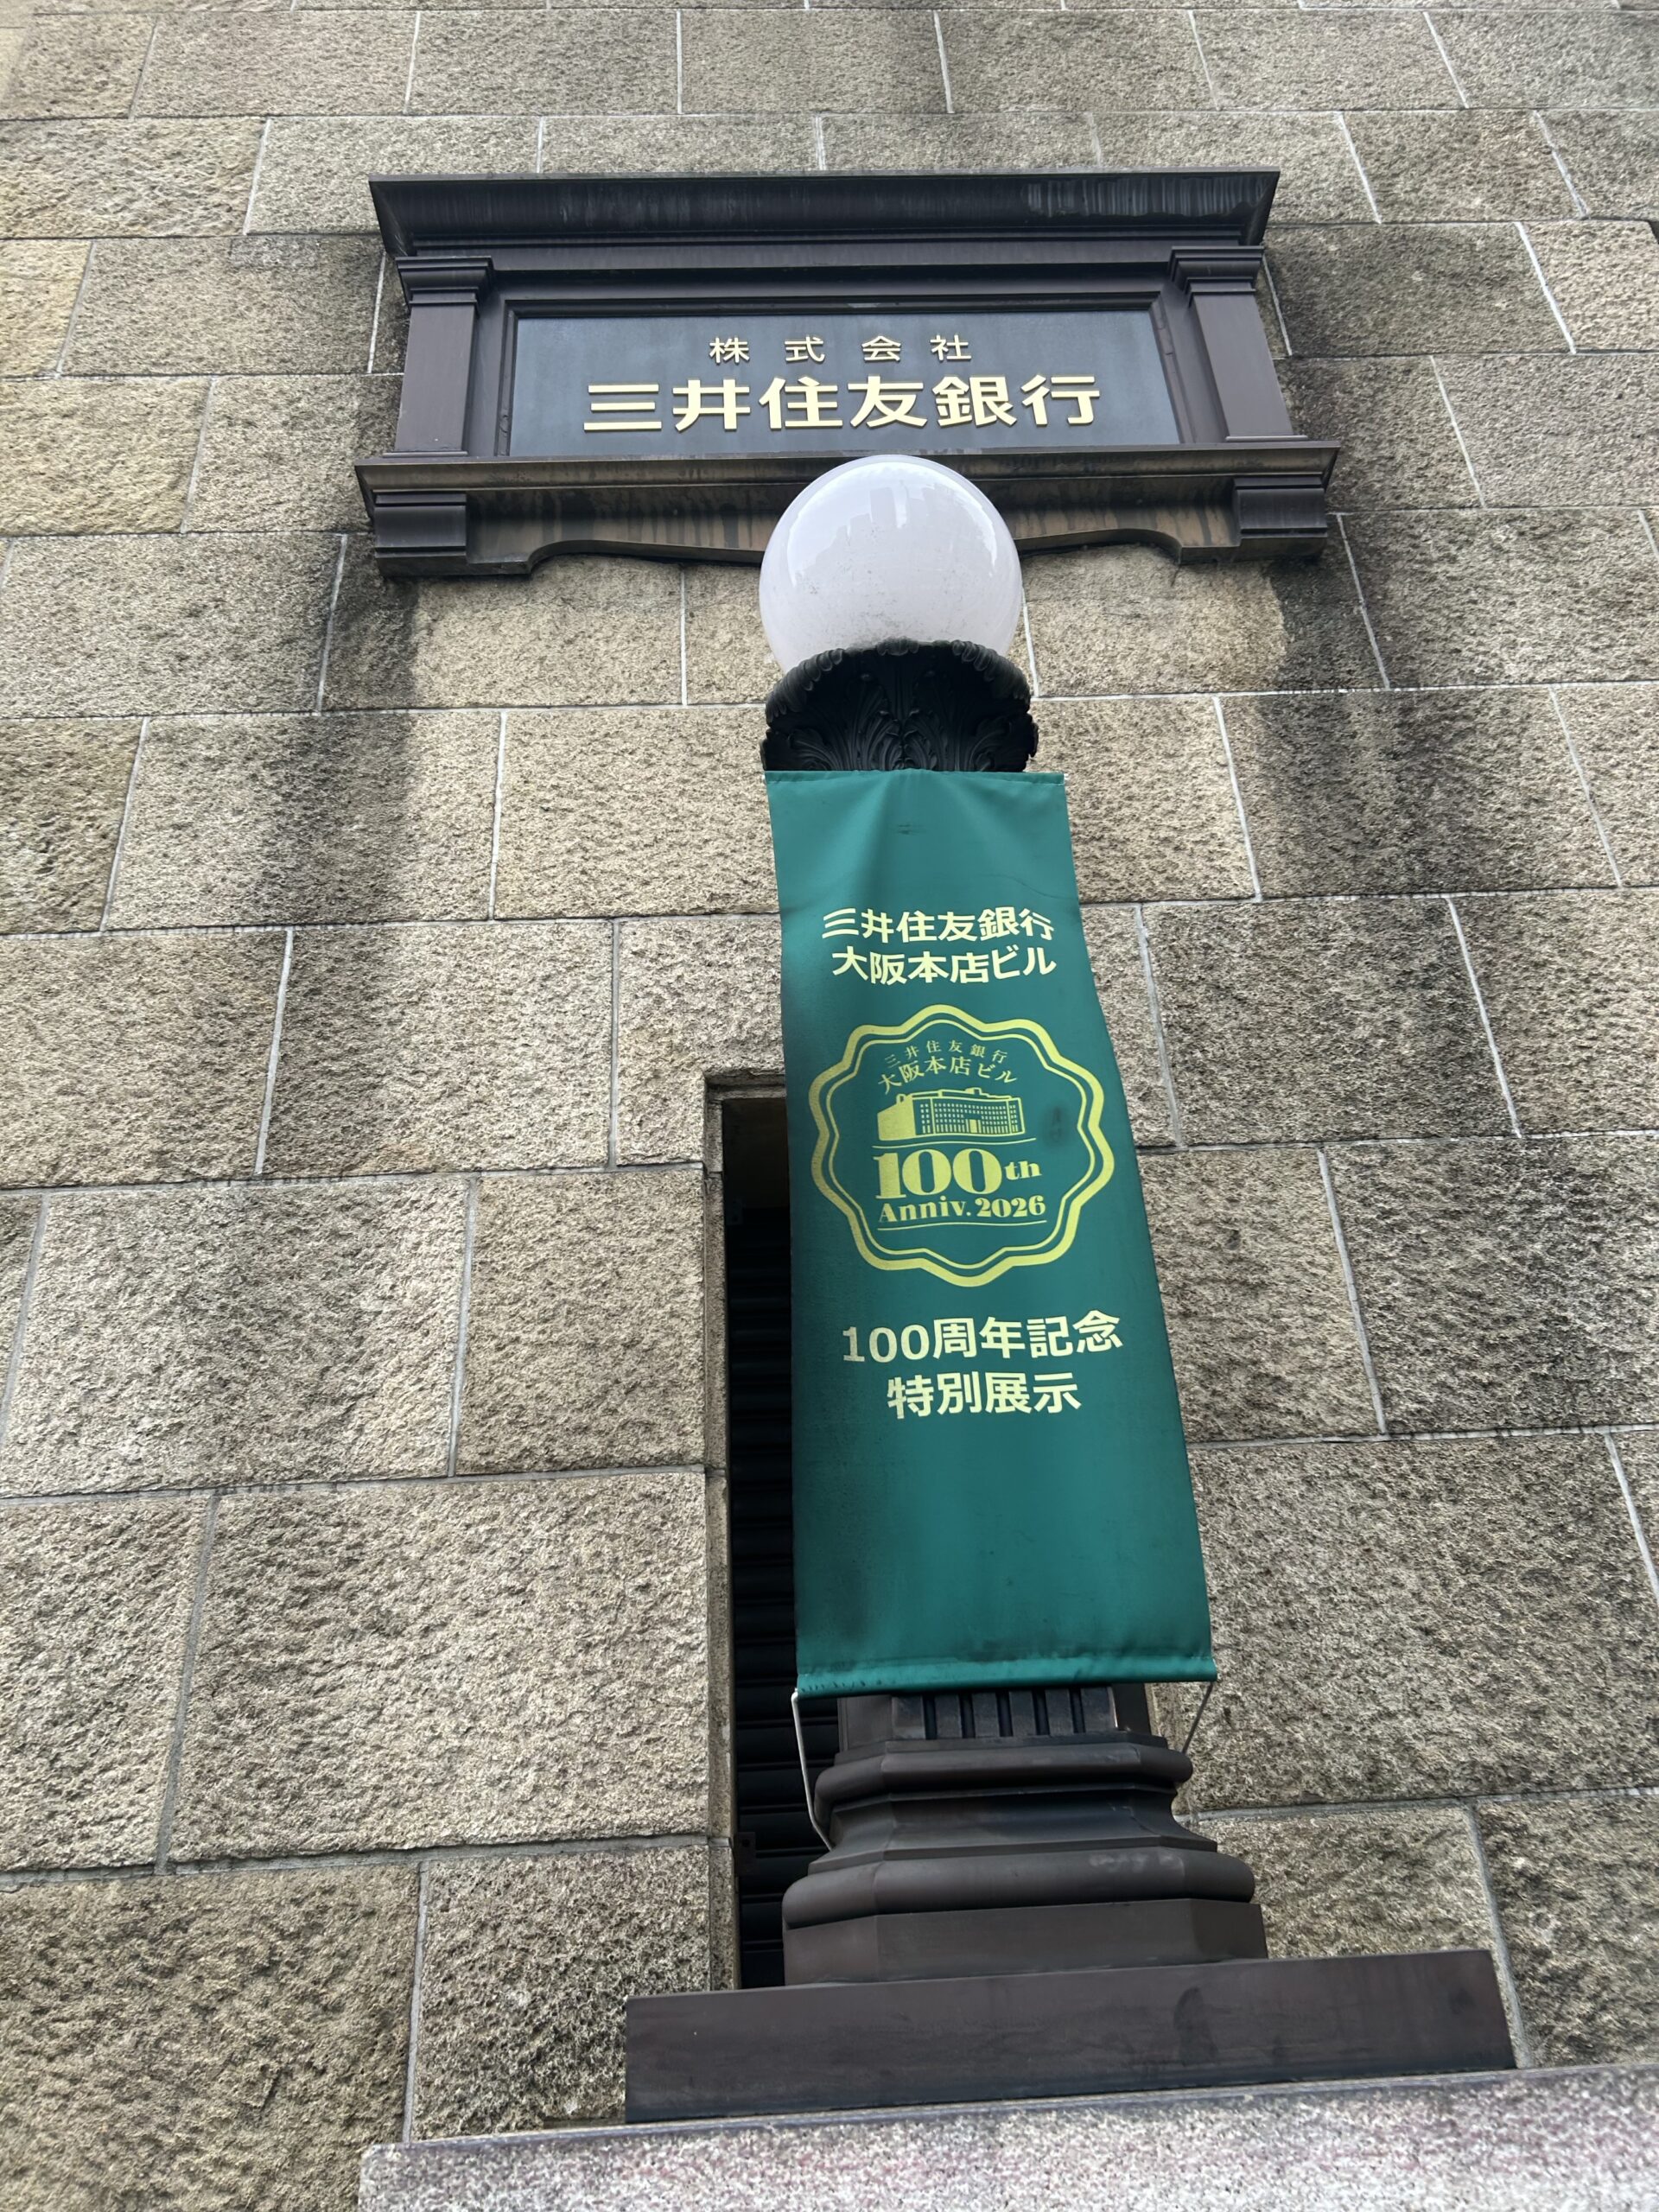 株式会社
三井住友銀行
三井住友銀行
大阪本店ビル
三井住友銀行
大阪本店ビル
100th
Anniv. 2026
100周年記念
特別展示